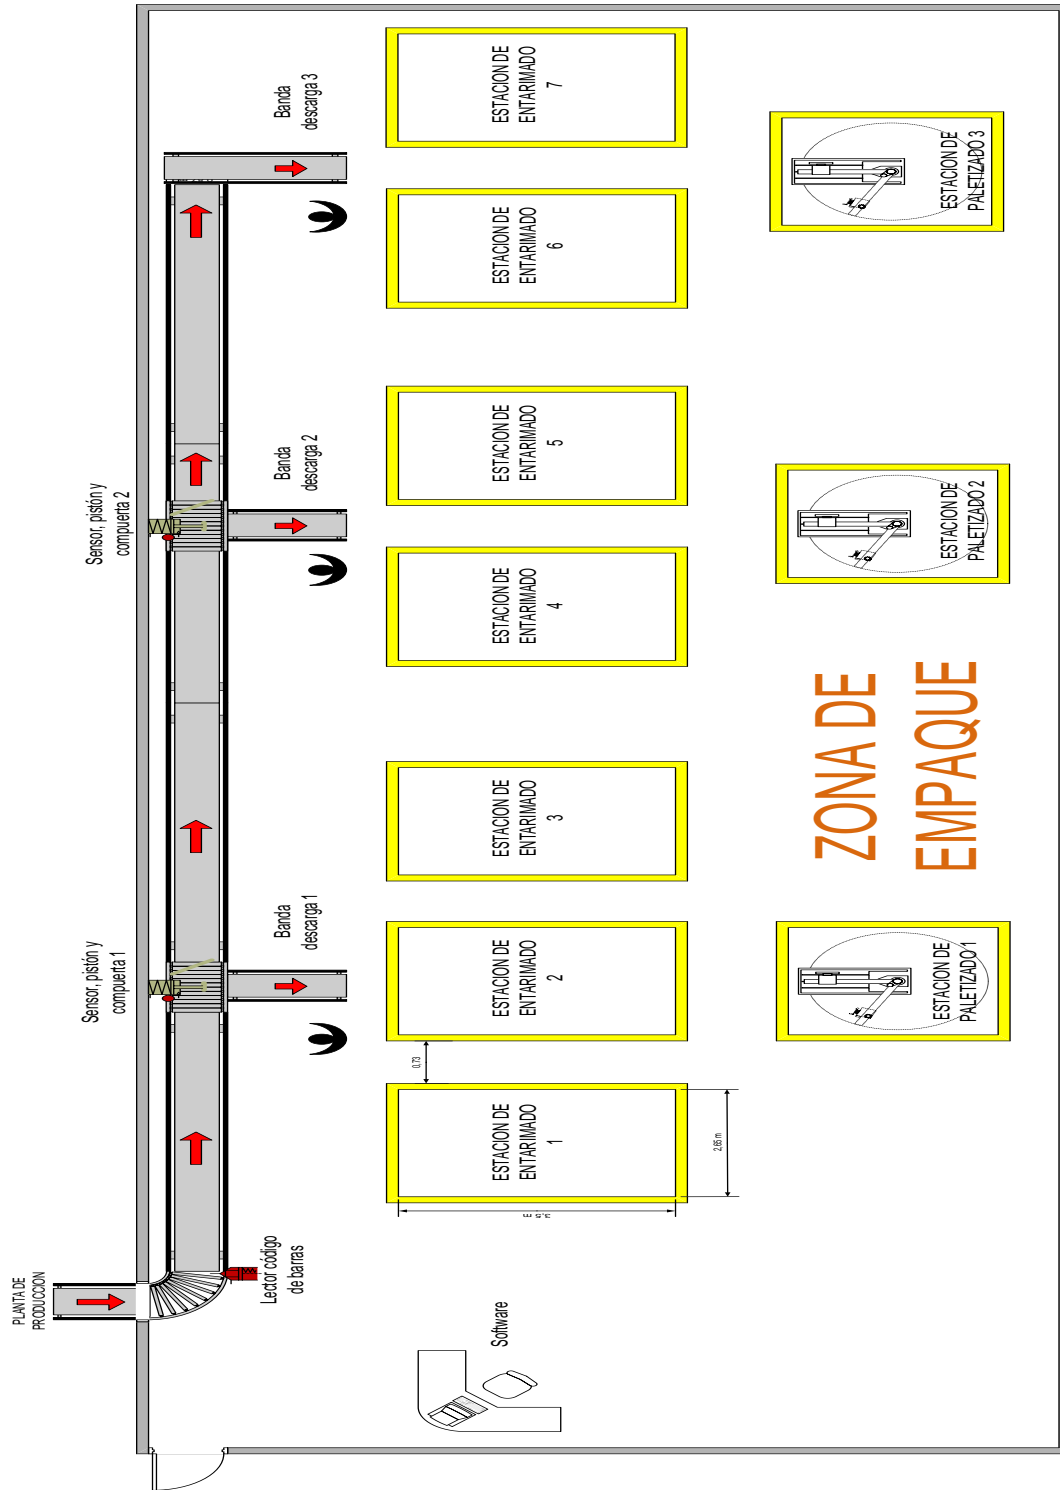 PLANTA DE
PRODUCCION
Lector código
de barras
Software
Sensor, pistón y
compuerta 1
Banda
descarga 1
Sensor, pistón y
compuerta 2
Banda
descarga 2
Banda
descarga 3
ESTACION DE
ENTARIMADO
1
ESTACION DE
ENTARIMADO
2
ESTACION DE
ENTARIMADO
3
ESTACION DE
ENTARIMADO
4
ESTACION DE
ENTARIMADO
5
ESTACION DE
ENTARIMADO
6
ESTACION DE
ENTARIMADO
7
0,73
2,65 m
ESTACION DE
PALETIZADO 1
ZONA DE
EMPAQUE
ESTACION DE
PALETIZADO 2
ESTACION DE
PALETIZADO 3